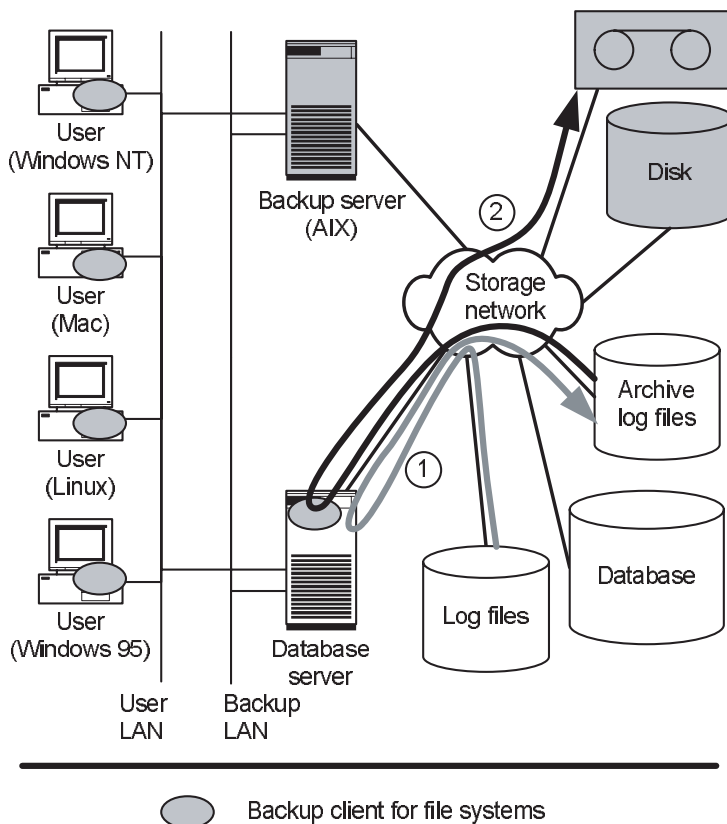 User
(Windows NT)
User
(Mac)
User
(Linux)
User
(Windows 95)
Backup server
(AIX)
Disk
2
Storage
network
Archive
log files
1
Database
Log files
Database
server
User
LAN
Backup
LAN
Backup client for file systems